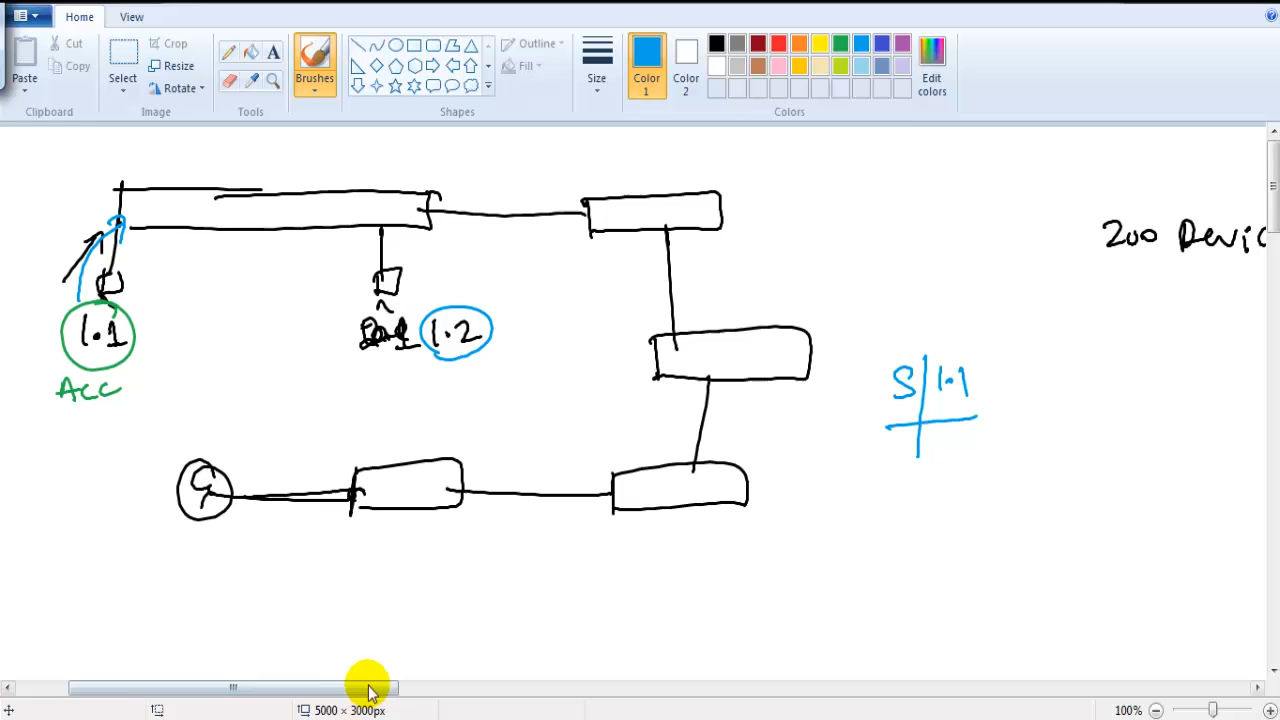 Home View
Cut
Copy
Paste
Clipboard
Select
Crop
Resize
Rotate
Image
A
Tools
Brushes
Outline
Fill
Shapes
Size
Color
1
Color
2
Edit
colors
Colors
200 Devic
1.1
ACC
1.2
S 1.1
5000 × 3000px
100%